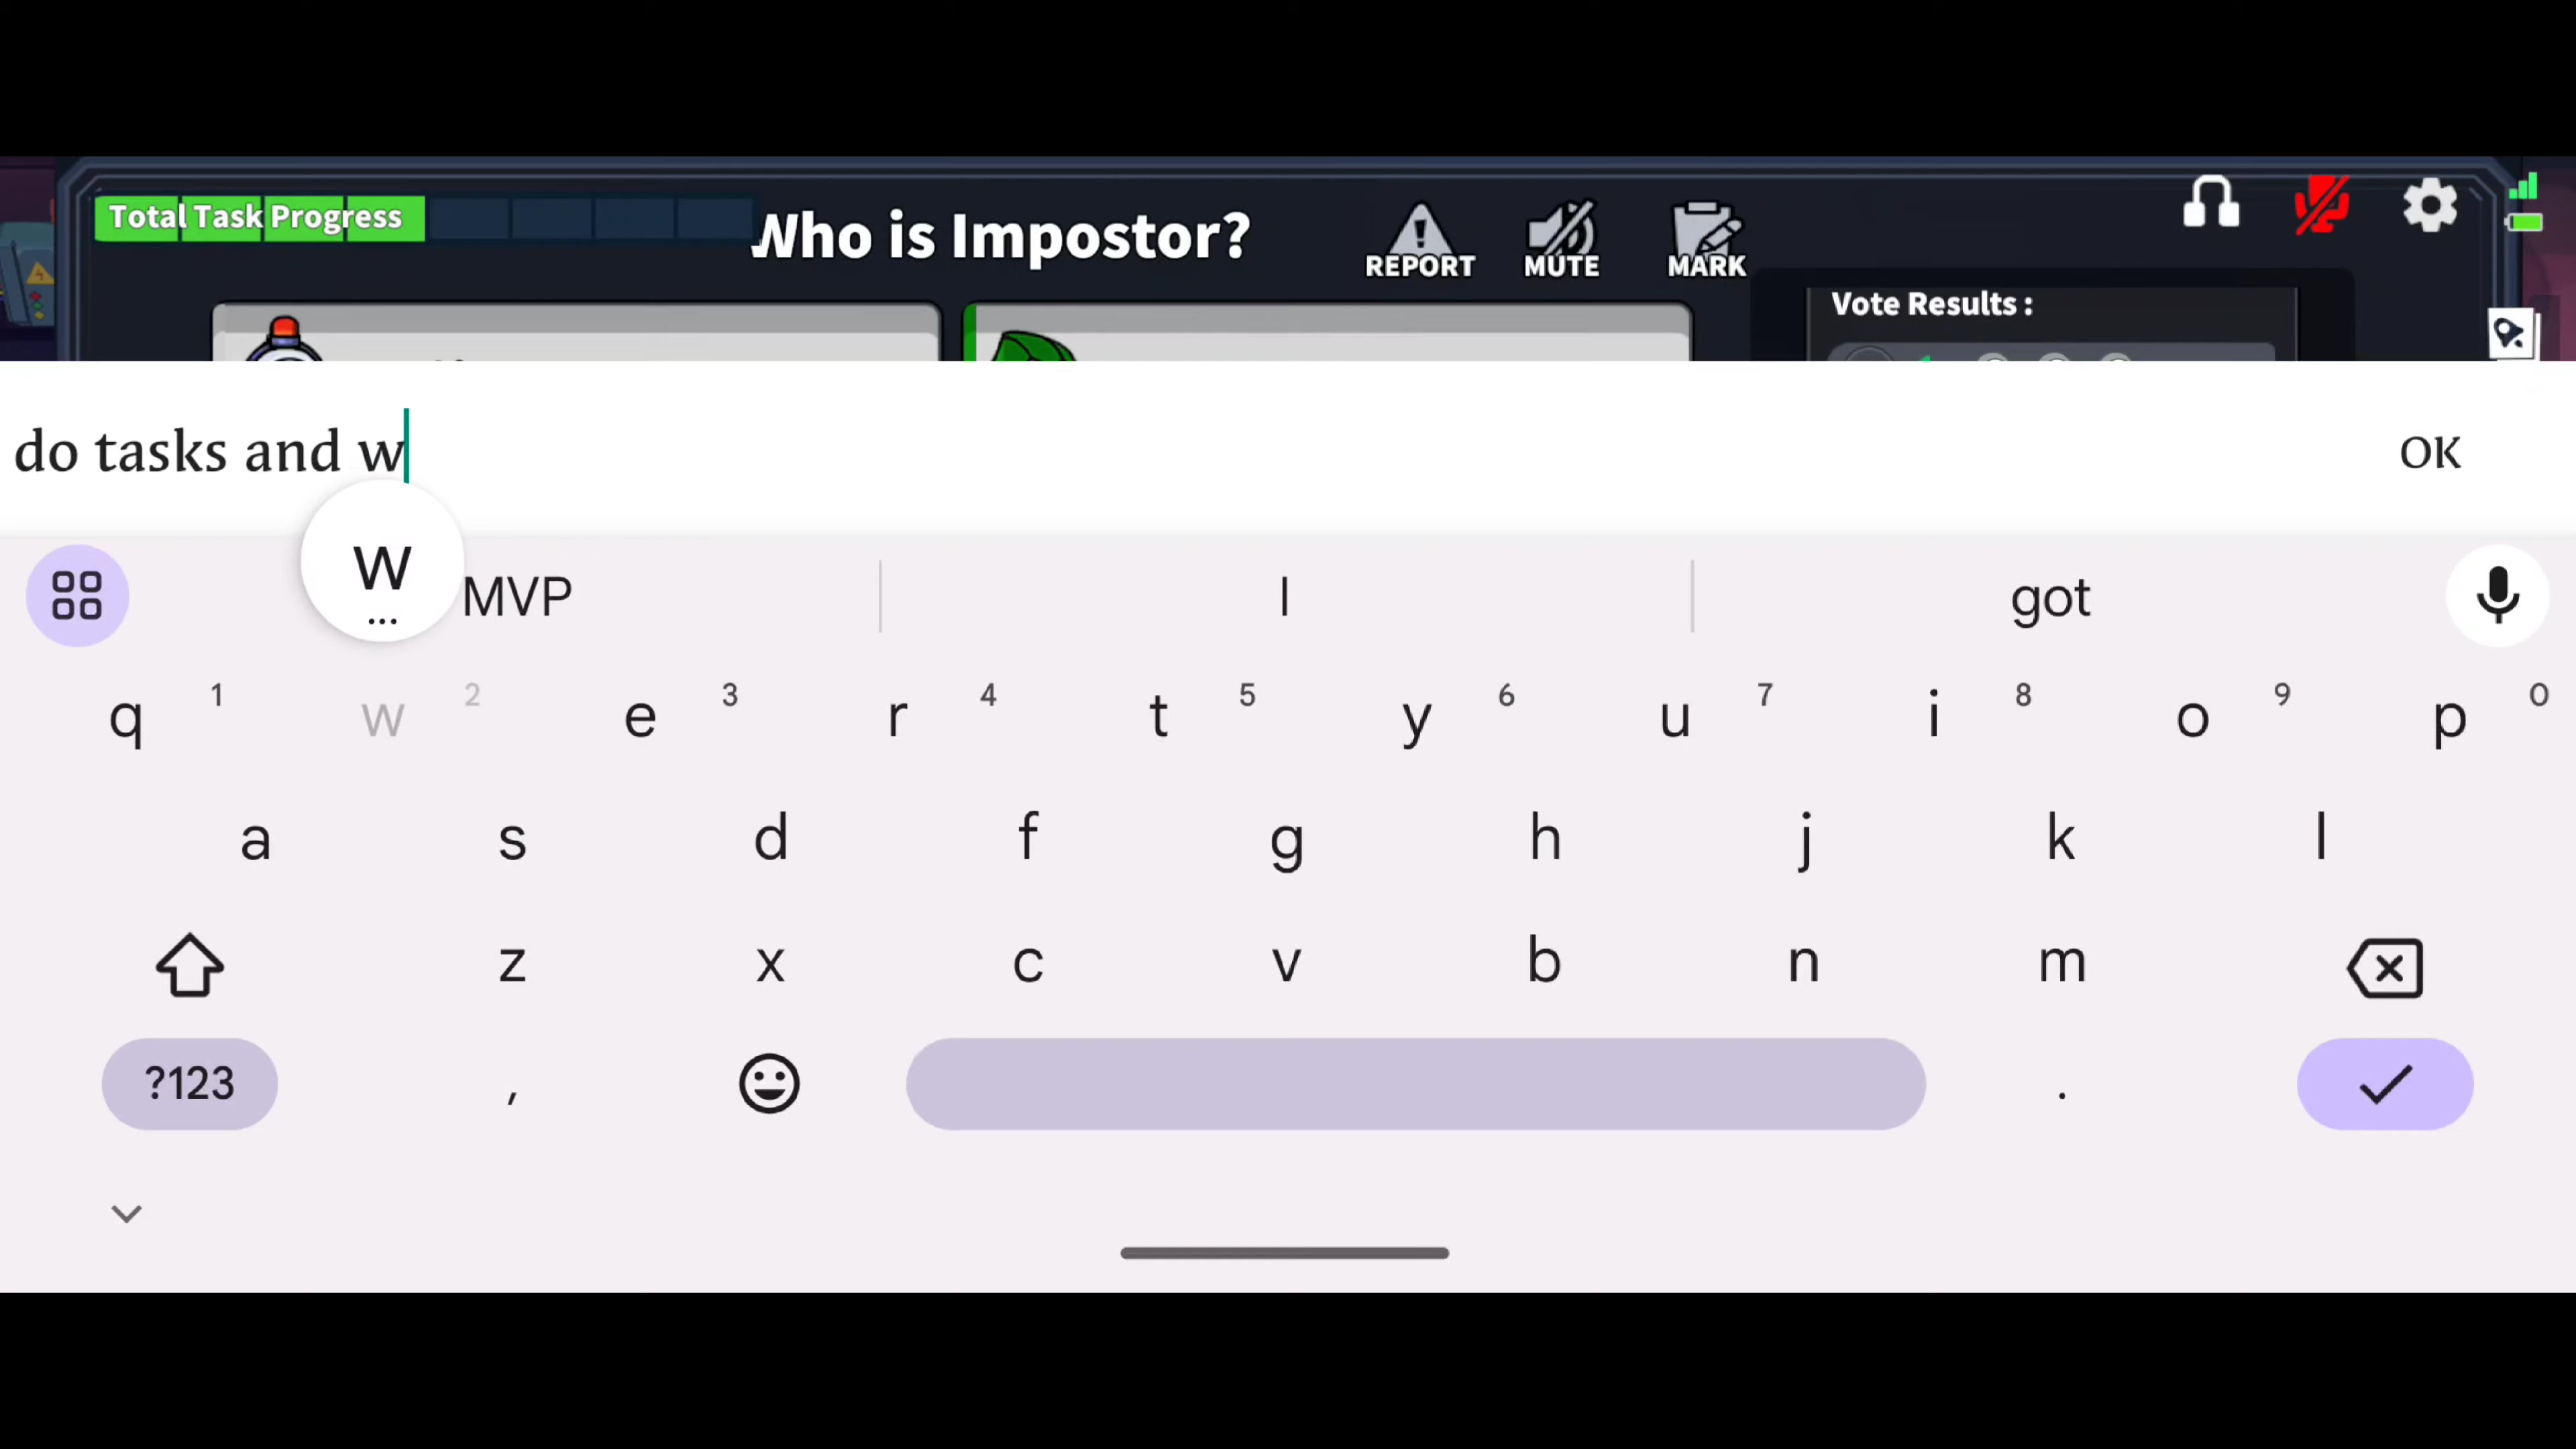 Total Task Progress
Who is Impostor?
REPORT
MUTE
MARK
Vote Results :
do tasks and w
OK
w
...
MVP
I
got
q 1 w 2 e 3 r 4 t 5 y 6 u 7 i 8 o 9 p 0
a s d f g h j k l
z x c v b n m
?123 , .